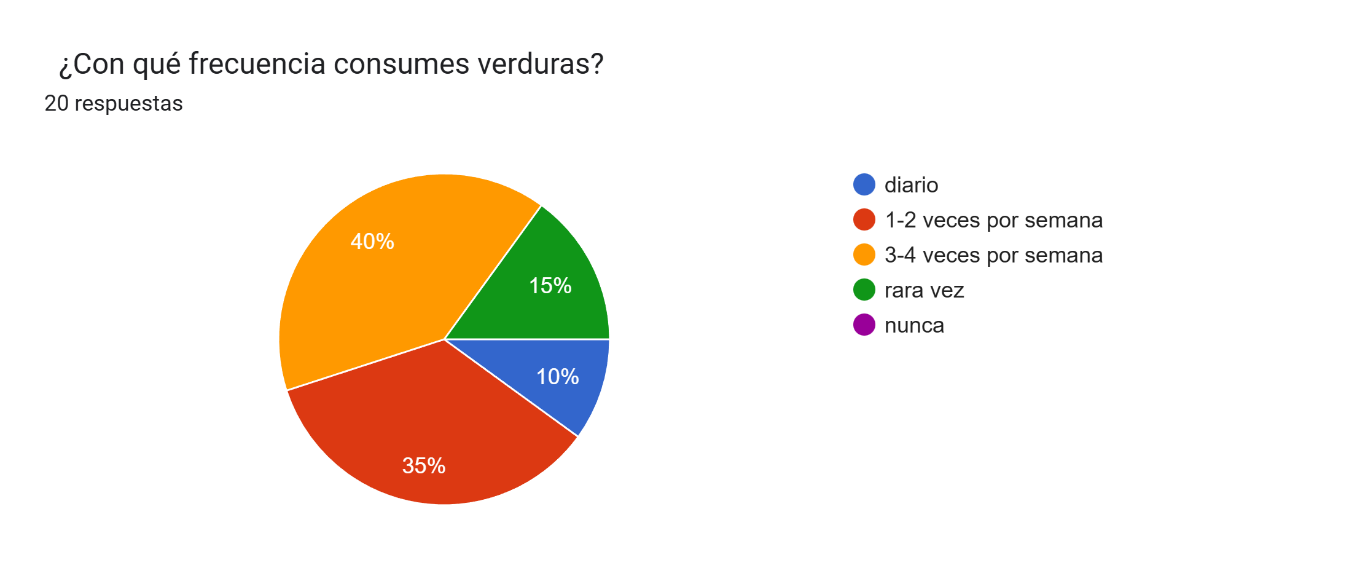 ¿Con qué frecuencia consumes verduras?
20 respuestas
40%
15%
10%
35%
diario
1-2 veces por semana
3-4 veces por semana
rara vez
nunca